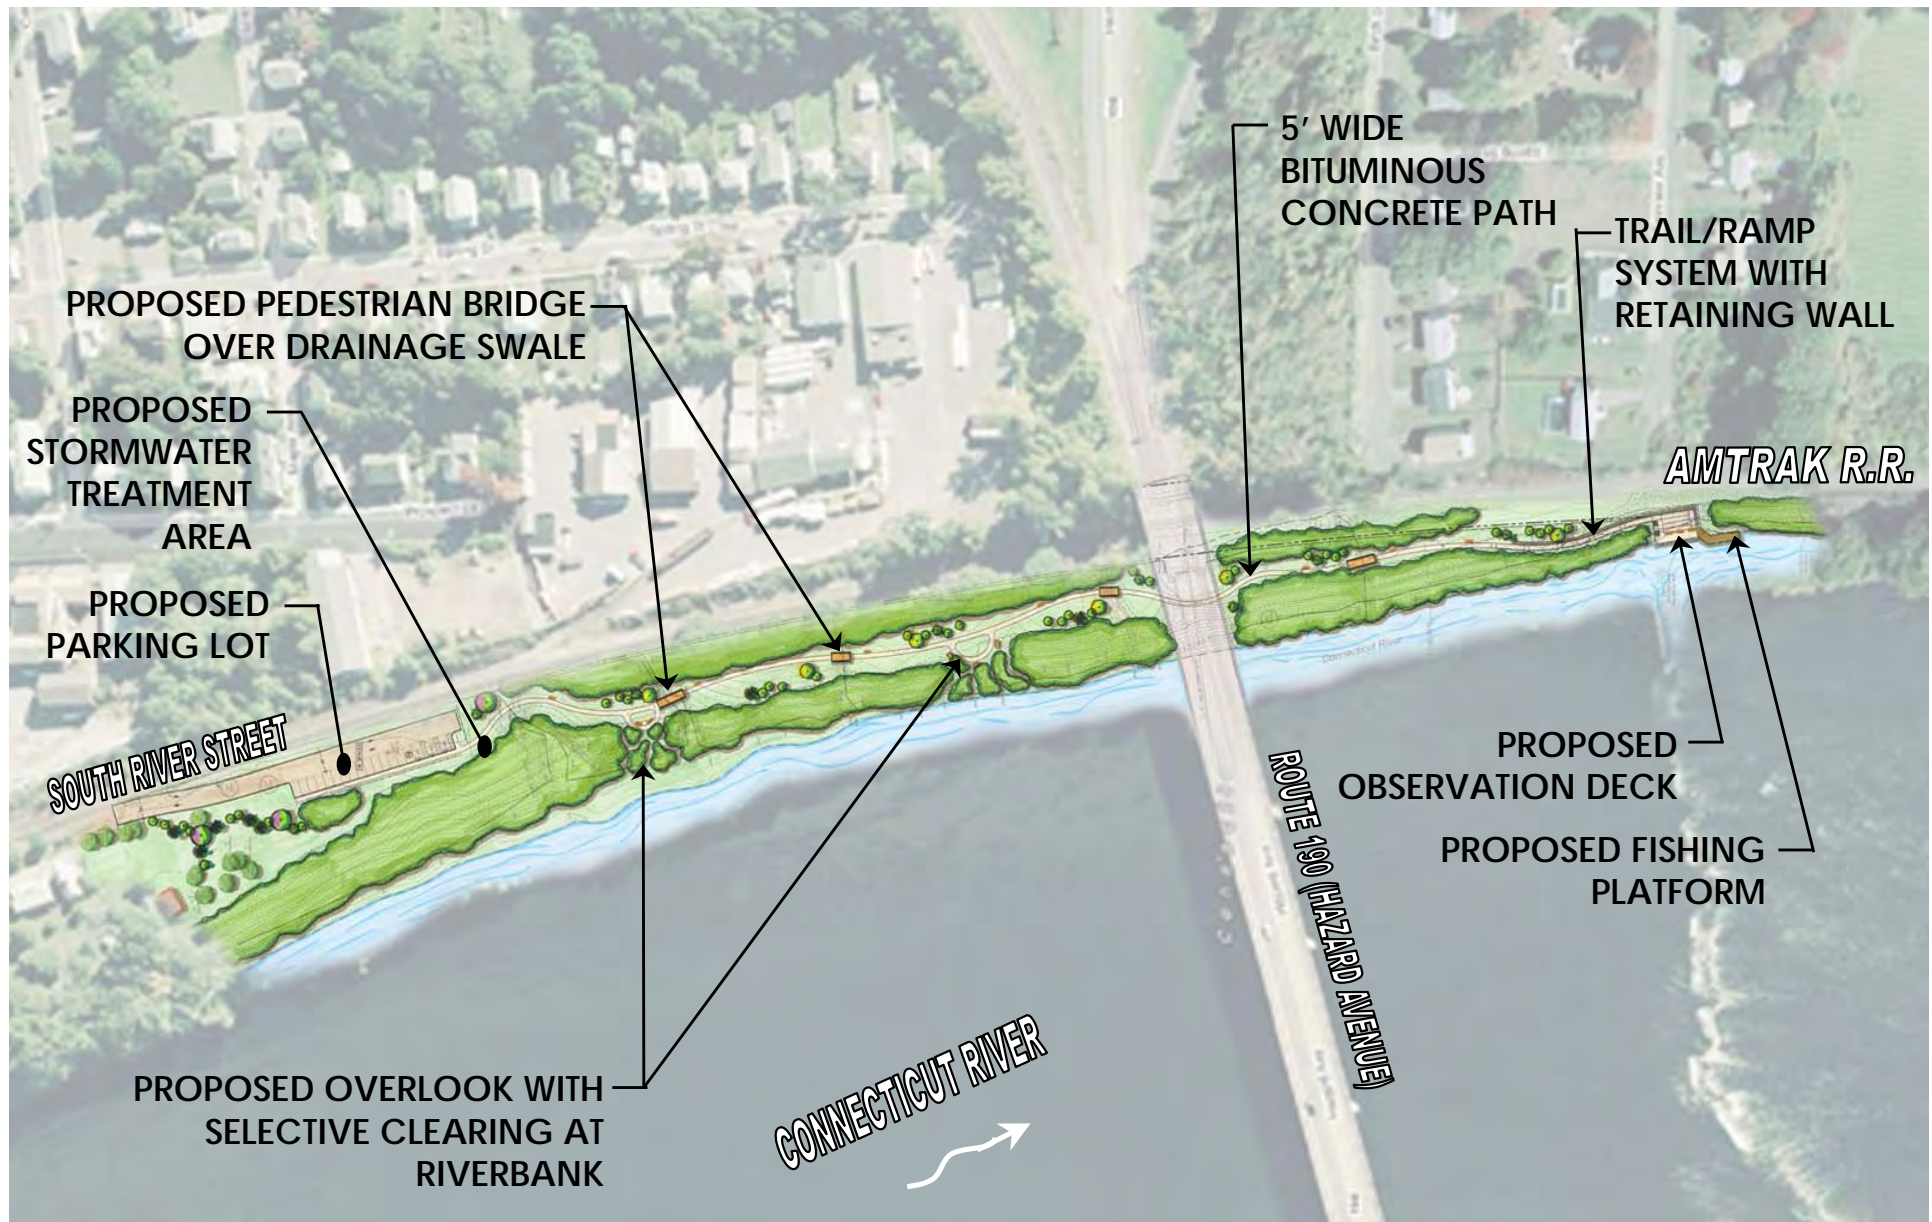 5' WIDE
BITUMINOUS
CONCRETE PATH
TRAIL/RAMP
SYSTEM WITH
RETAINING WALL
PROPOSED PEDESTRIAN BRIDGE
OVER DRAINAGE SWALE
PROPOSED
STORMWATER
TREATMENT
AREA
AMTRAK R.R.
PROPOSED
PARKING LOT
Connecticut River
SOUTH RIVER STREET
PROPOSED
OBSERVATION DECK
ROUTE 190 (HAZARD AVENUE)
PROPOSED FISHING
PLATFORM
CONNECTICUT RIVER
PROPOSED OVERLOOK WITH
SELECTIVE CLEARING AT
RIVERBANK